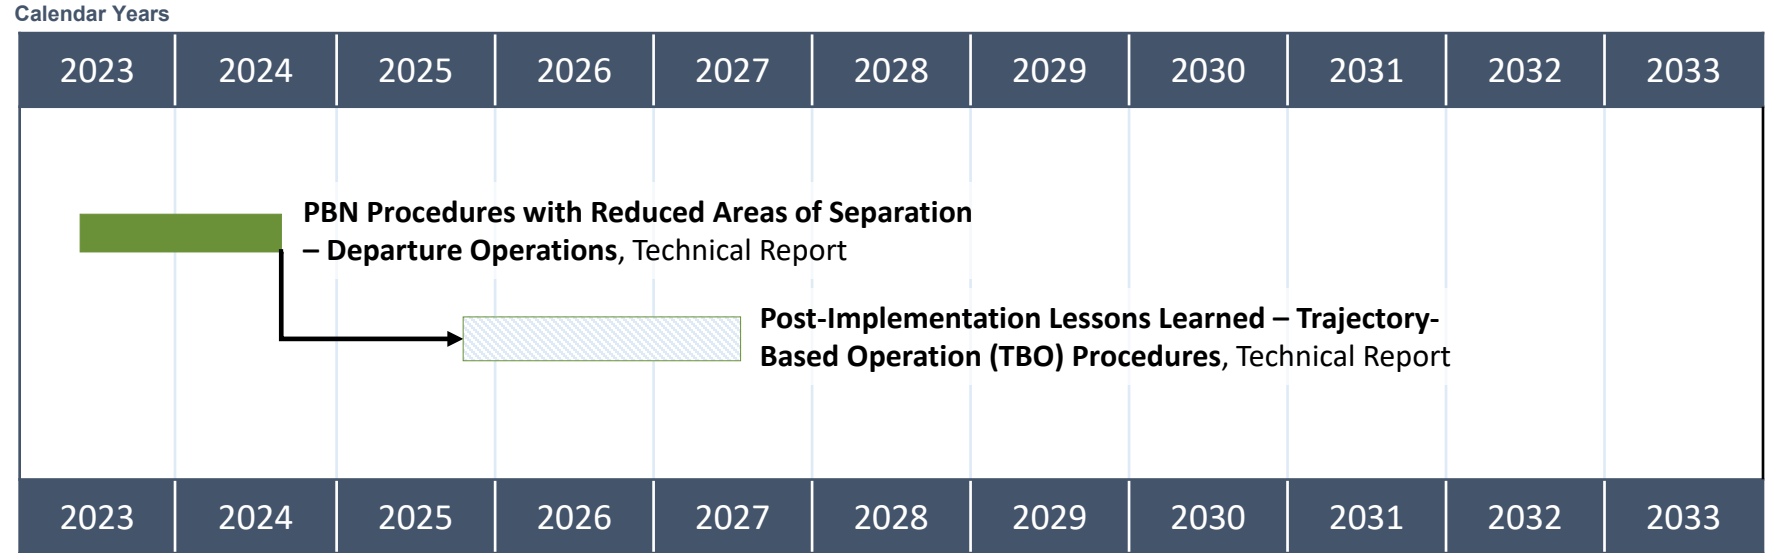 Calendar Years
2023 2024 2025 2026 2027 2028 2029 2030 2031 2032 2033
PBN Procedures with Reduced Areas of Separation
– Departure Operations, Technical Report
Post-Implementation Lessons Learned – Trajectory-
Based Operation (TBO) Procedures, Technical Report
2023 2024 2025 2026 2027 2028 2029 2030 2031 2032 2033